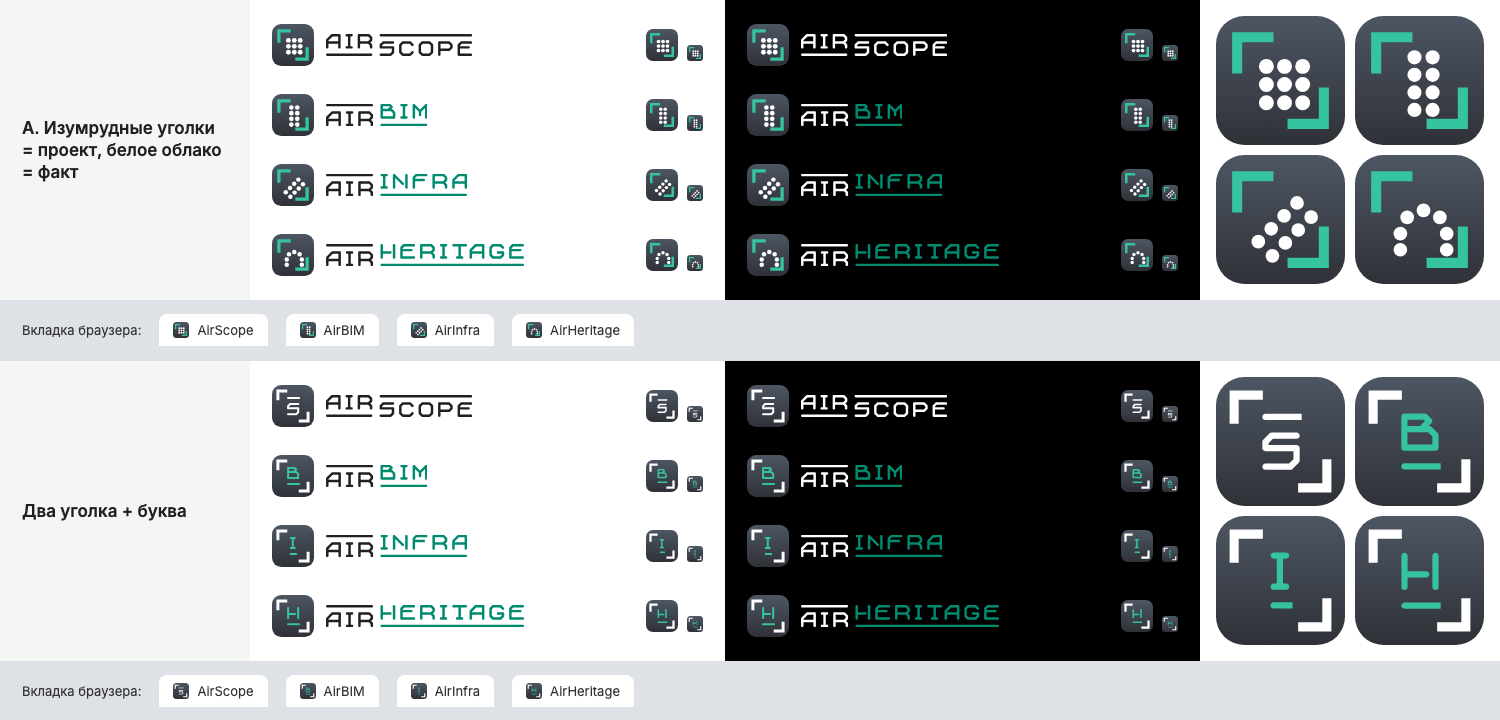 А. Изумрудные уголки
= проект, белое облако
= факт
AIR SCOPE
AIR BIM
AIR INFRA
AIR HERITAGE
AIR SCOPE
AIR BIM
AIR INFRA
AIR HERITAGE
Вкладка браузера: AirScope AirBIM AirInfra AirHeritage
Два уголка + буква
S AIR SCOPE S S
B AIR BIM B B
I AIR INFRA I I
H AIR HERITAGE H H
S AIR SCOPE S S
B AIR BIM B B
I AIR INFRA I I
H AIR HERITAGE H H
S B
I H
Вкладка браузера: S AirScope B AirBIM I AirInfra H AirHeritage